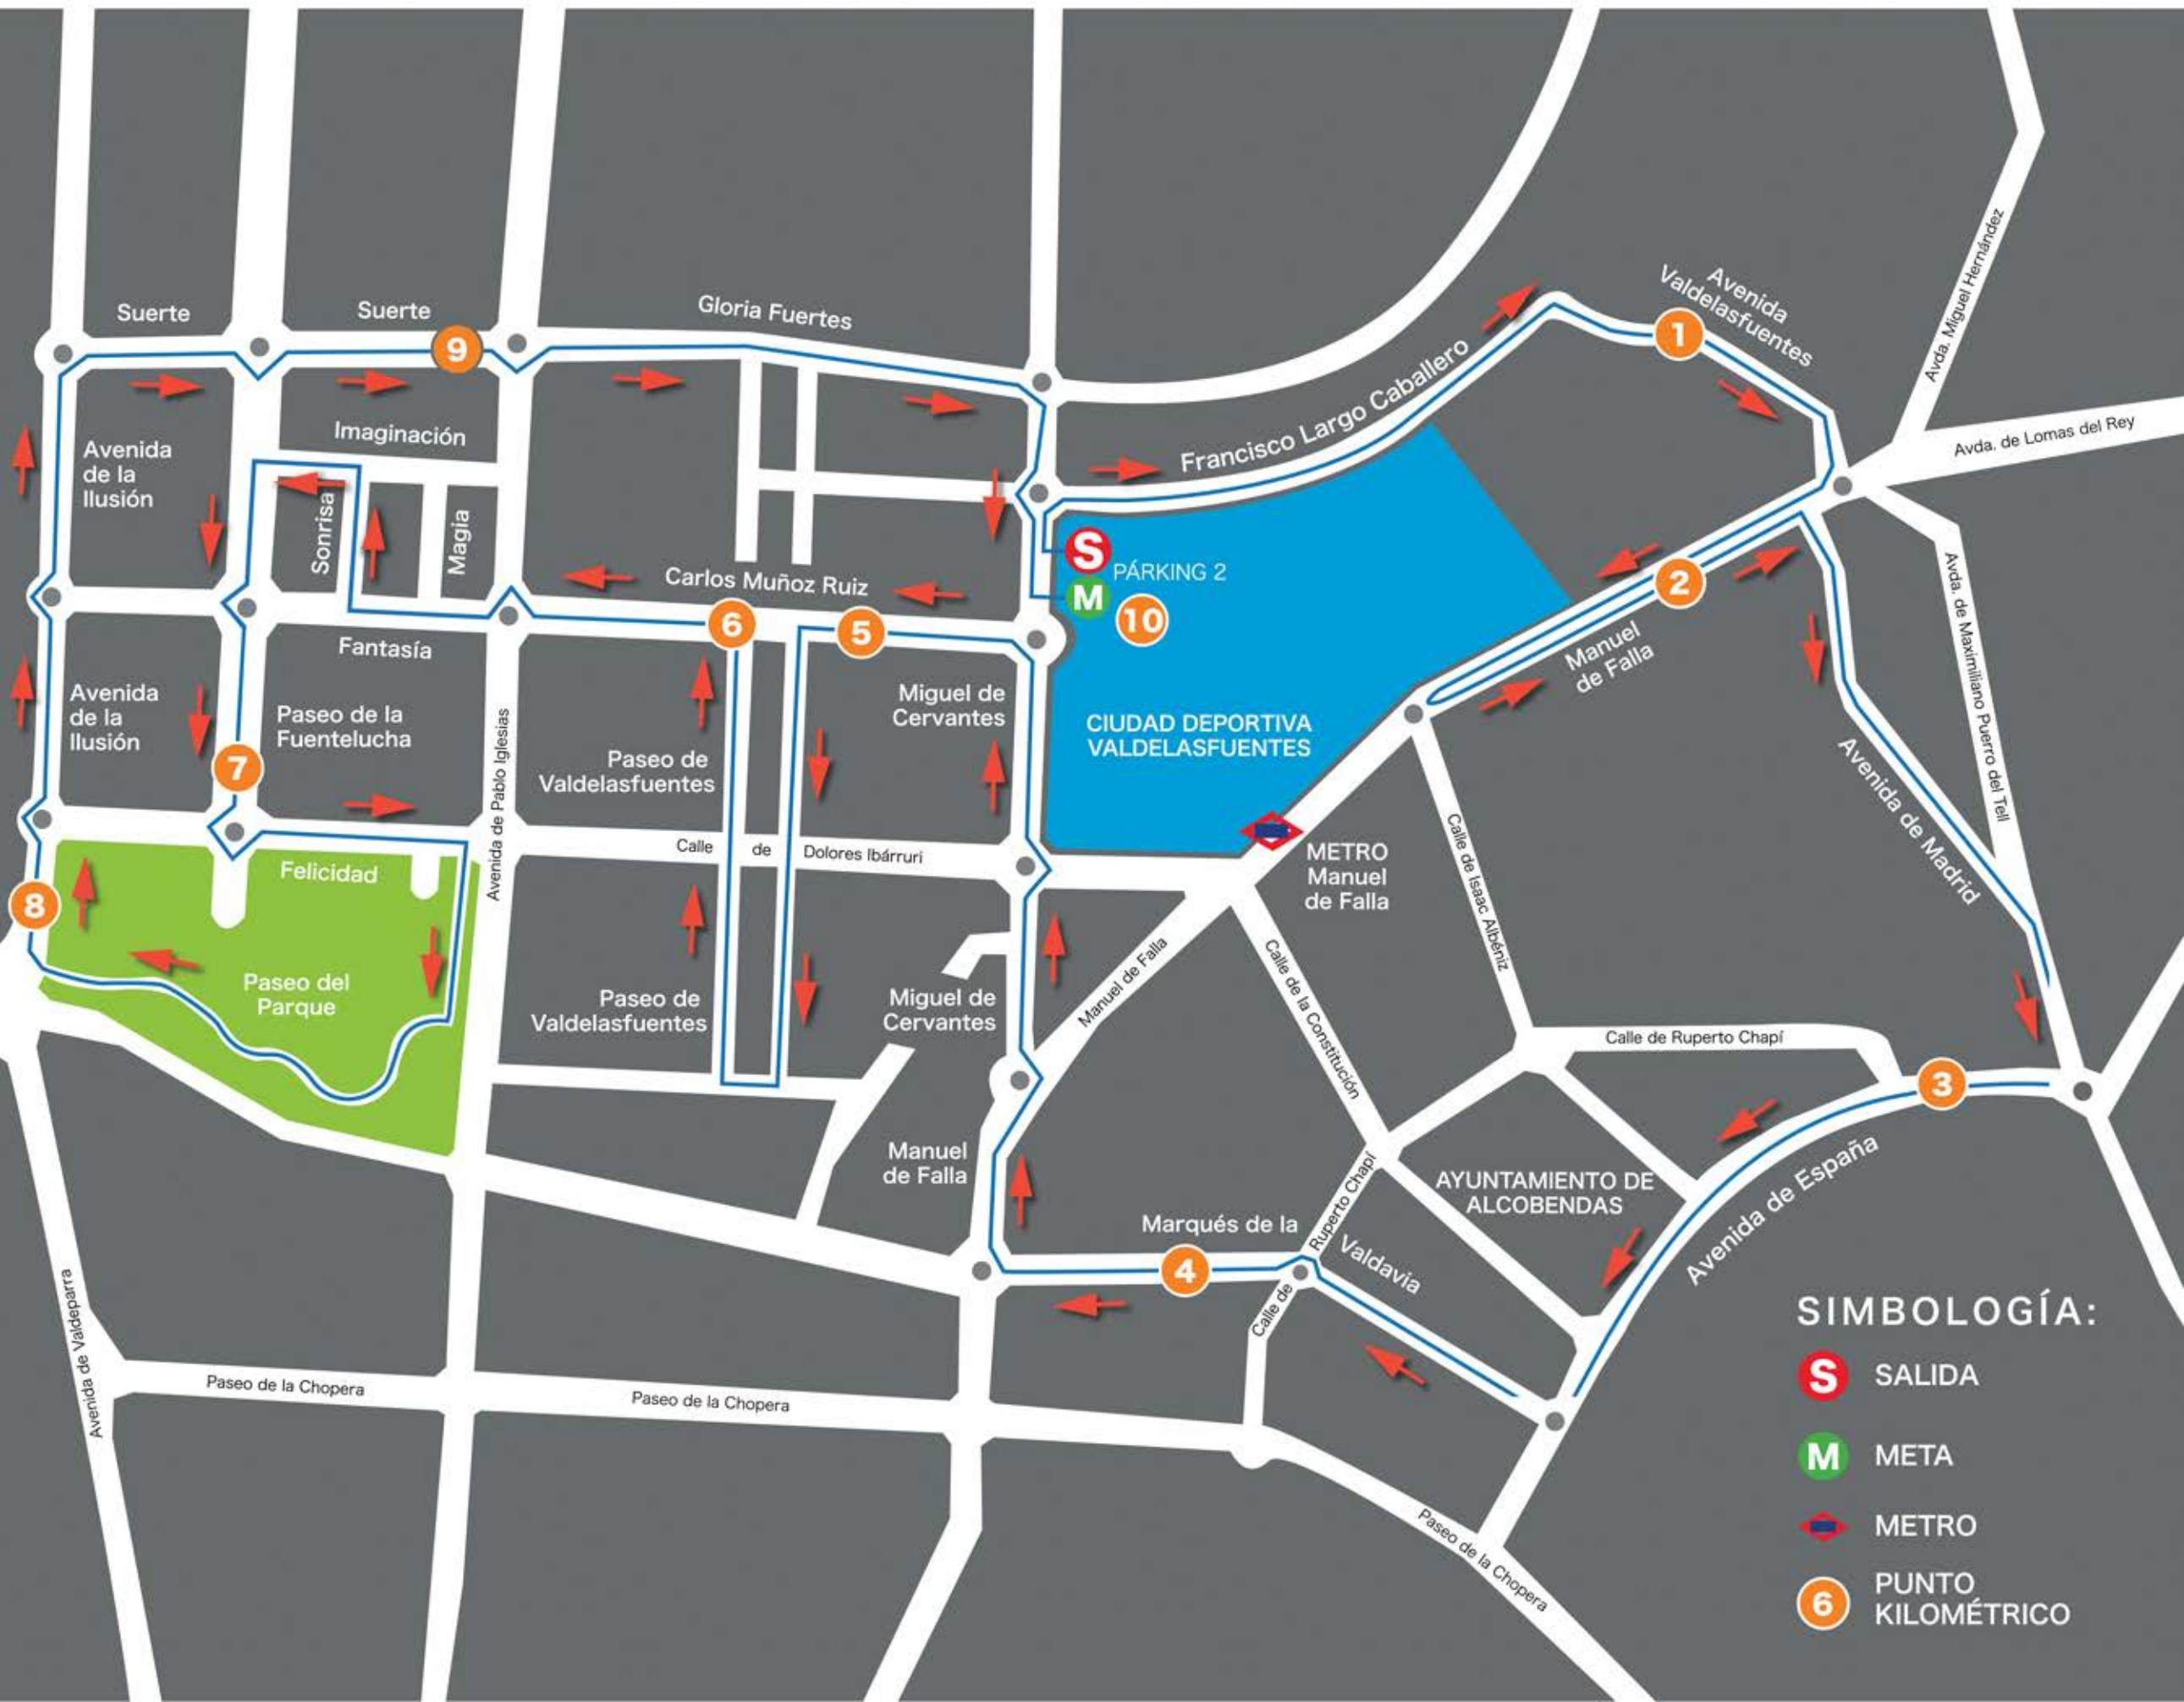 Avenida
Valdelasfuentes
Avda. Miguel Hernández
Suerte
Suerte
Gloria Fuertes
9
1
Francisco Largo Caballero
Avda. de Lomas del Rey
Avenida
de la
Ilusión
Imaginación
Sonrisa
Magia
S
PÁRKING 2
M
10
Carlos Muñoz Ruiz
6
5
2
Manuel
de Falla
Avda. de Maximiliano Puerro del Tell
Fantasía
Avenida
de la
Ilusión
Paseo de la
Fuentelucha
Avenida de Pablo Iglesias
Paseo de
Valdelasfuentes
Miguel de
Cervantes
CIUDAD DEPORTIVA
VALDELASFUENTES
7
Avenida de Madrid
Calle de Dolores Ibárruri
METRO
Manuel
de Falla
Calle de Isaac Albéniz
Felicidad
8
Paseo del
Parque
Paseo de
Valdelasfuentes
Miguel de
Cervantes
Manuel de Falla
Calle de la Constitución
Calle de Ruperto Chapí
3
Manuel
de Falla
AYUNTAMIENTO DE
ALCOBENDAS
Avenida de España
Marqués de la
Valdavia
Calle de
Ruperto Chapí
4
Avenida de Valdeparra
Paseo de la Chopera
Paseo de la Chopera
Paseo de la Chopera
SIMBOLOGÍA:
S SALIDA
M META
METRO
6 PUNTO
KILOMÉTRICO